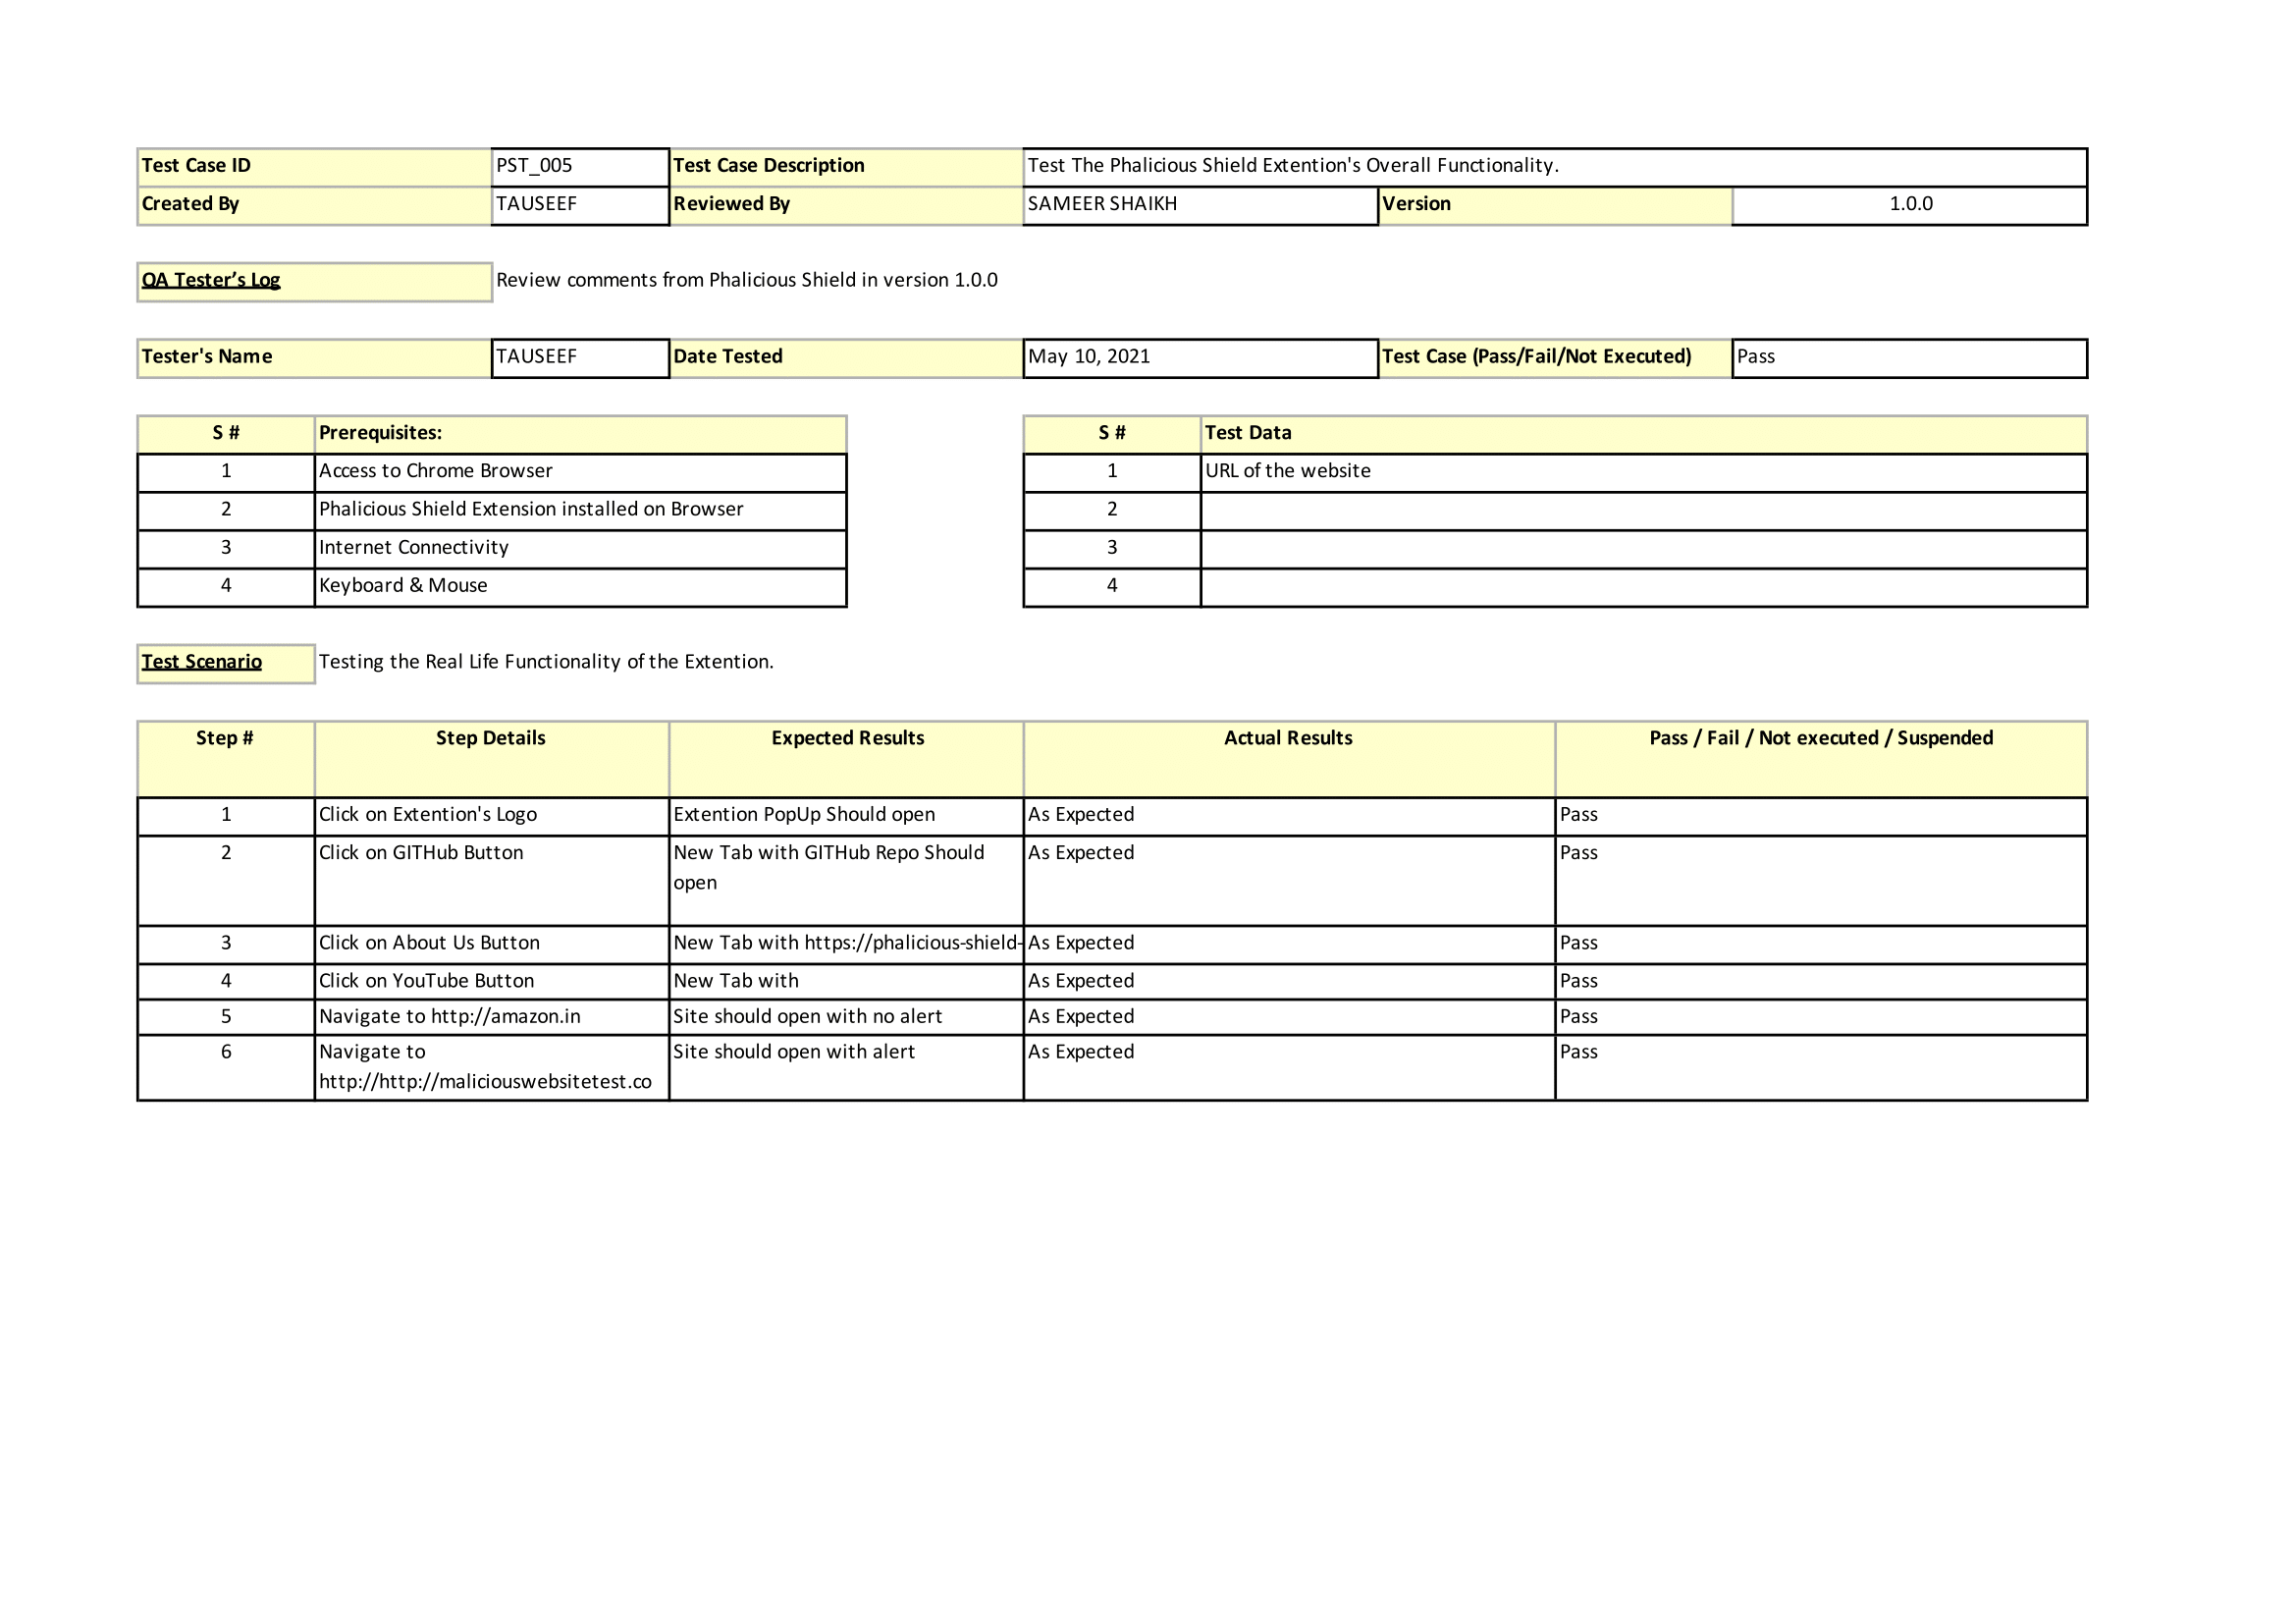 Test Case ID PST_005 Test Case Description Test The Phalicious Shield Extention's Overall Functionality.
Created By TAUSEEF Reviewed By SAMEER SHAIKH Version 1.0.0
QA Tester’s Log Review comments from Phalicious Shield in version 1.0.0
Tester's Name TAUSEEF Date Tested May 10, 2021 Test Case (Pass/Fail/Not Executed) Pass
S # Prerequisites: S # Test Data
1 Access to Chrome Browser 1 URL of the website
2 Phalicious Shield Extension installed on Browser 2
3 Internet Connectivity 3
4 Keyboard & Mouse 4
Test Scenario Testing the Real Life Functionality of the Extention.
Step # Step Details Expected Results Actual Results Pass / Fail / Not executed / Suspended
1 Click on Extention's Logo Extention PopUp Should open As Expected Pass
2 Click on GITHub Button New Tab with GITHub Repo Should As Expected Pass
open
3 Click on About Us Button New Tab with https://phalicious-shield- As Expected Pass
4 Click on YouTube Button New Tab with As Expected Pass
5 Navigate to http://amazon.in Site should open with no alert As Expected Pass
6 Navigate to Site should open with alert As Expected Pass
http://http://maliciouswebsitetest.co